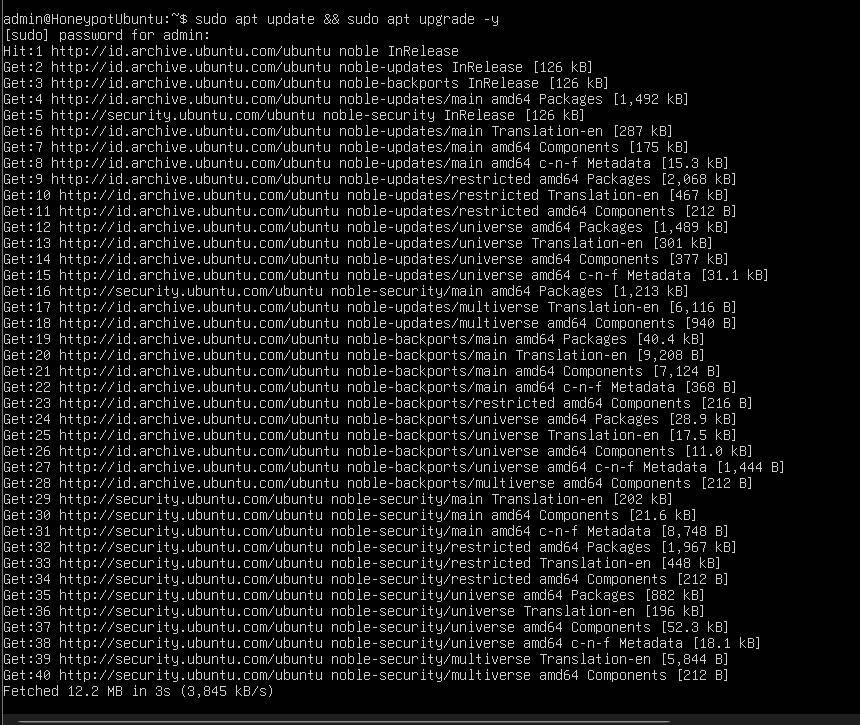 admin@HoneypotUbuntu:~$ sudo apt update && sudo apt upgrade -y
[sudo] password for admin:
Hit:1 http://id.archive.ubuntu.com/ubuntu noble InRelease
Get:2 http://id.archive.ubuntu.com/ubuntu noble-updates InRelease [126 kB]
Get:3 http://id.archive.ubuntu.com/ubuntu noble-backports InRelease [126 kB]
Get:4 http://id.archive.ubuntu.com/ubuntu noble-updates/main amd64 Packages [1,492 kB]
Get:5 http://security.ubuntu.com/ubuntu noble-security InRelease [126 kB]
Get:6 http://id.archive.ubuntu.com/ubuntu noble-updates/main Translation-en [287 kB]
Get:7 http://id.archive.ubuntu.com/ubuntu noble-updates/main amd64 Components [175 kB]
Get:8 http://id.archive.ubuntu.com/ubuntu noble-updates/main amd64 c-n-f Metadata [15.3 kB]
Get:9 http://id.archive.ubuntu.com/ubuntu noble-updates/restricted amd64 Packages [2,068 kB]
Get:10 http://id.archive.ubuntu.com/ubuntu noble-updates/restricted Translation-en [467 kB]
Get:11 http://id.archive.ubuntu.com/ubuntu noble-updates/restricted amd64 Components [212 B]
Get:12 http://id.archive.ubuntu.com/ubuntu noble-updates/universe amd64 Packages [1,489 kB]
Get:13 http://id.archive.ubuntu.com/ubuntu noble-updates/universe Translation-en [301 kB]
Get:14 http://id.archive.ubuntu.com/ubuntu noble-updates/universe amd64 Components [377 kB]
Get:15 http://id.archive.ubuntu.com/ubuntu noble-updates/universe amd64 c-n-f Metadata [31.1 kB]
Get:16 http://security.ubuntu.com/ubuntu noble-security/main amd64 Packages [1,213 kB]
Get:17 http://id.archive.ubuntu.com/ubuntu noble-updates/multiverse Translation-en [6,116 B]
Get:18 http://id.archive.ubuntu.com/ubuntu noble-updates/multiverse amd64 Components [940 B]
Get:19 http://id.archive.ubuntu.com/ubuntu noble-backports/main amd64 Packages [40.4 kB]
Get:20 http://id.archive.ubuntu.com/ubuntu noble-backports/main Translation-en [9,208 B]
Get:21 http://id.archive.ubuntu.com/ubuntu noble-backports/main amd64 Components [7,124 B]
Get:22 http://id.archive.ubuntu.com/ubuntu noble-backports/main amd64 c-n-f Metadata [368 B]
Get:23 http://id.archive.ubuntu.com/ubuntu noble-backports/restricted amd64 Components [216 B]
Get:24 http://id.archive.ubuntu.com/ubuntu noble-backports/universe amd64 Packages [28.9 kB]
Get:25 http://id.archive.ubuntu.com/ubuntu noble-backports/universe Translation-en [17.5 kB]
Get:26 http://id.archive.ubuntu.com/ubuntu noble-backports/universe amd64 Components [11.0 kB]
Get:27 http://id.archive.ubuntu.com/ubuntu noble-backports/universe amd64 c-n-f Metadata [1,444 B]
Get:28 http://id.archive.ubuntu.com/ubuntu noble-backports/multiverse amd64 Components [212 B]
Get:29 http://security.ubuntu.com/ubuntu noble-security/main Translation-en [202 kB]
Get:30 http://security.ubuntu.com/ubuntu noble-security/main amd64 Components [21.6 kB]
Get:31 http://security.ubuntu.com/ubuntu noble-security/main amd64 c-n-f Metadata [8,748 B]
Get:32 http://security.ubuntu.com/ubuntu noble-security/restricted amd64 Packages [1,967 kB]
Get:33 http://security.ubuntu.com/ubuntu noble-security/restricted Translation-en [448 kB]
Get:34 http://security.ubuntu.com/ubuntu noble-security/restricted amd64 Components [212 B]
Get:35 http://security.ubuntu.com/ubuntu noble-security/universe amd64 Packages [882 kB]
Get:36 http://security.ubuntu.com/ubuntu noble-security/universe Translation-en [196 kB]
Get:37 http://security.ubuntu.com/ubuntu noble-security/universe amd64 Components [52.3 kB]
Get:38 http://security.ubuntu.com/ubuntu noble-security/universe amd64 c-n-f Metadata [18.1 kB]
Get:39 http://security.ubuntu.com/ubuntu noble-security/multiverse Translation-en [5,844 B]
Get:40 http://security.ubuntu.com/ubuntu noble-security/multiverse amd64 Components [212 B]
Fetched 12.2 MB in 3s (3,845 kB/s)